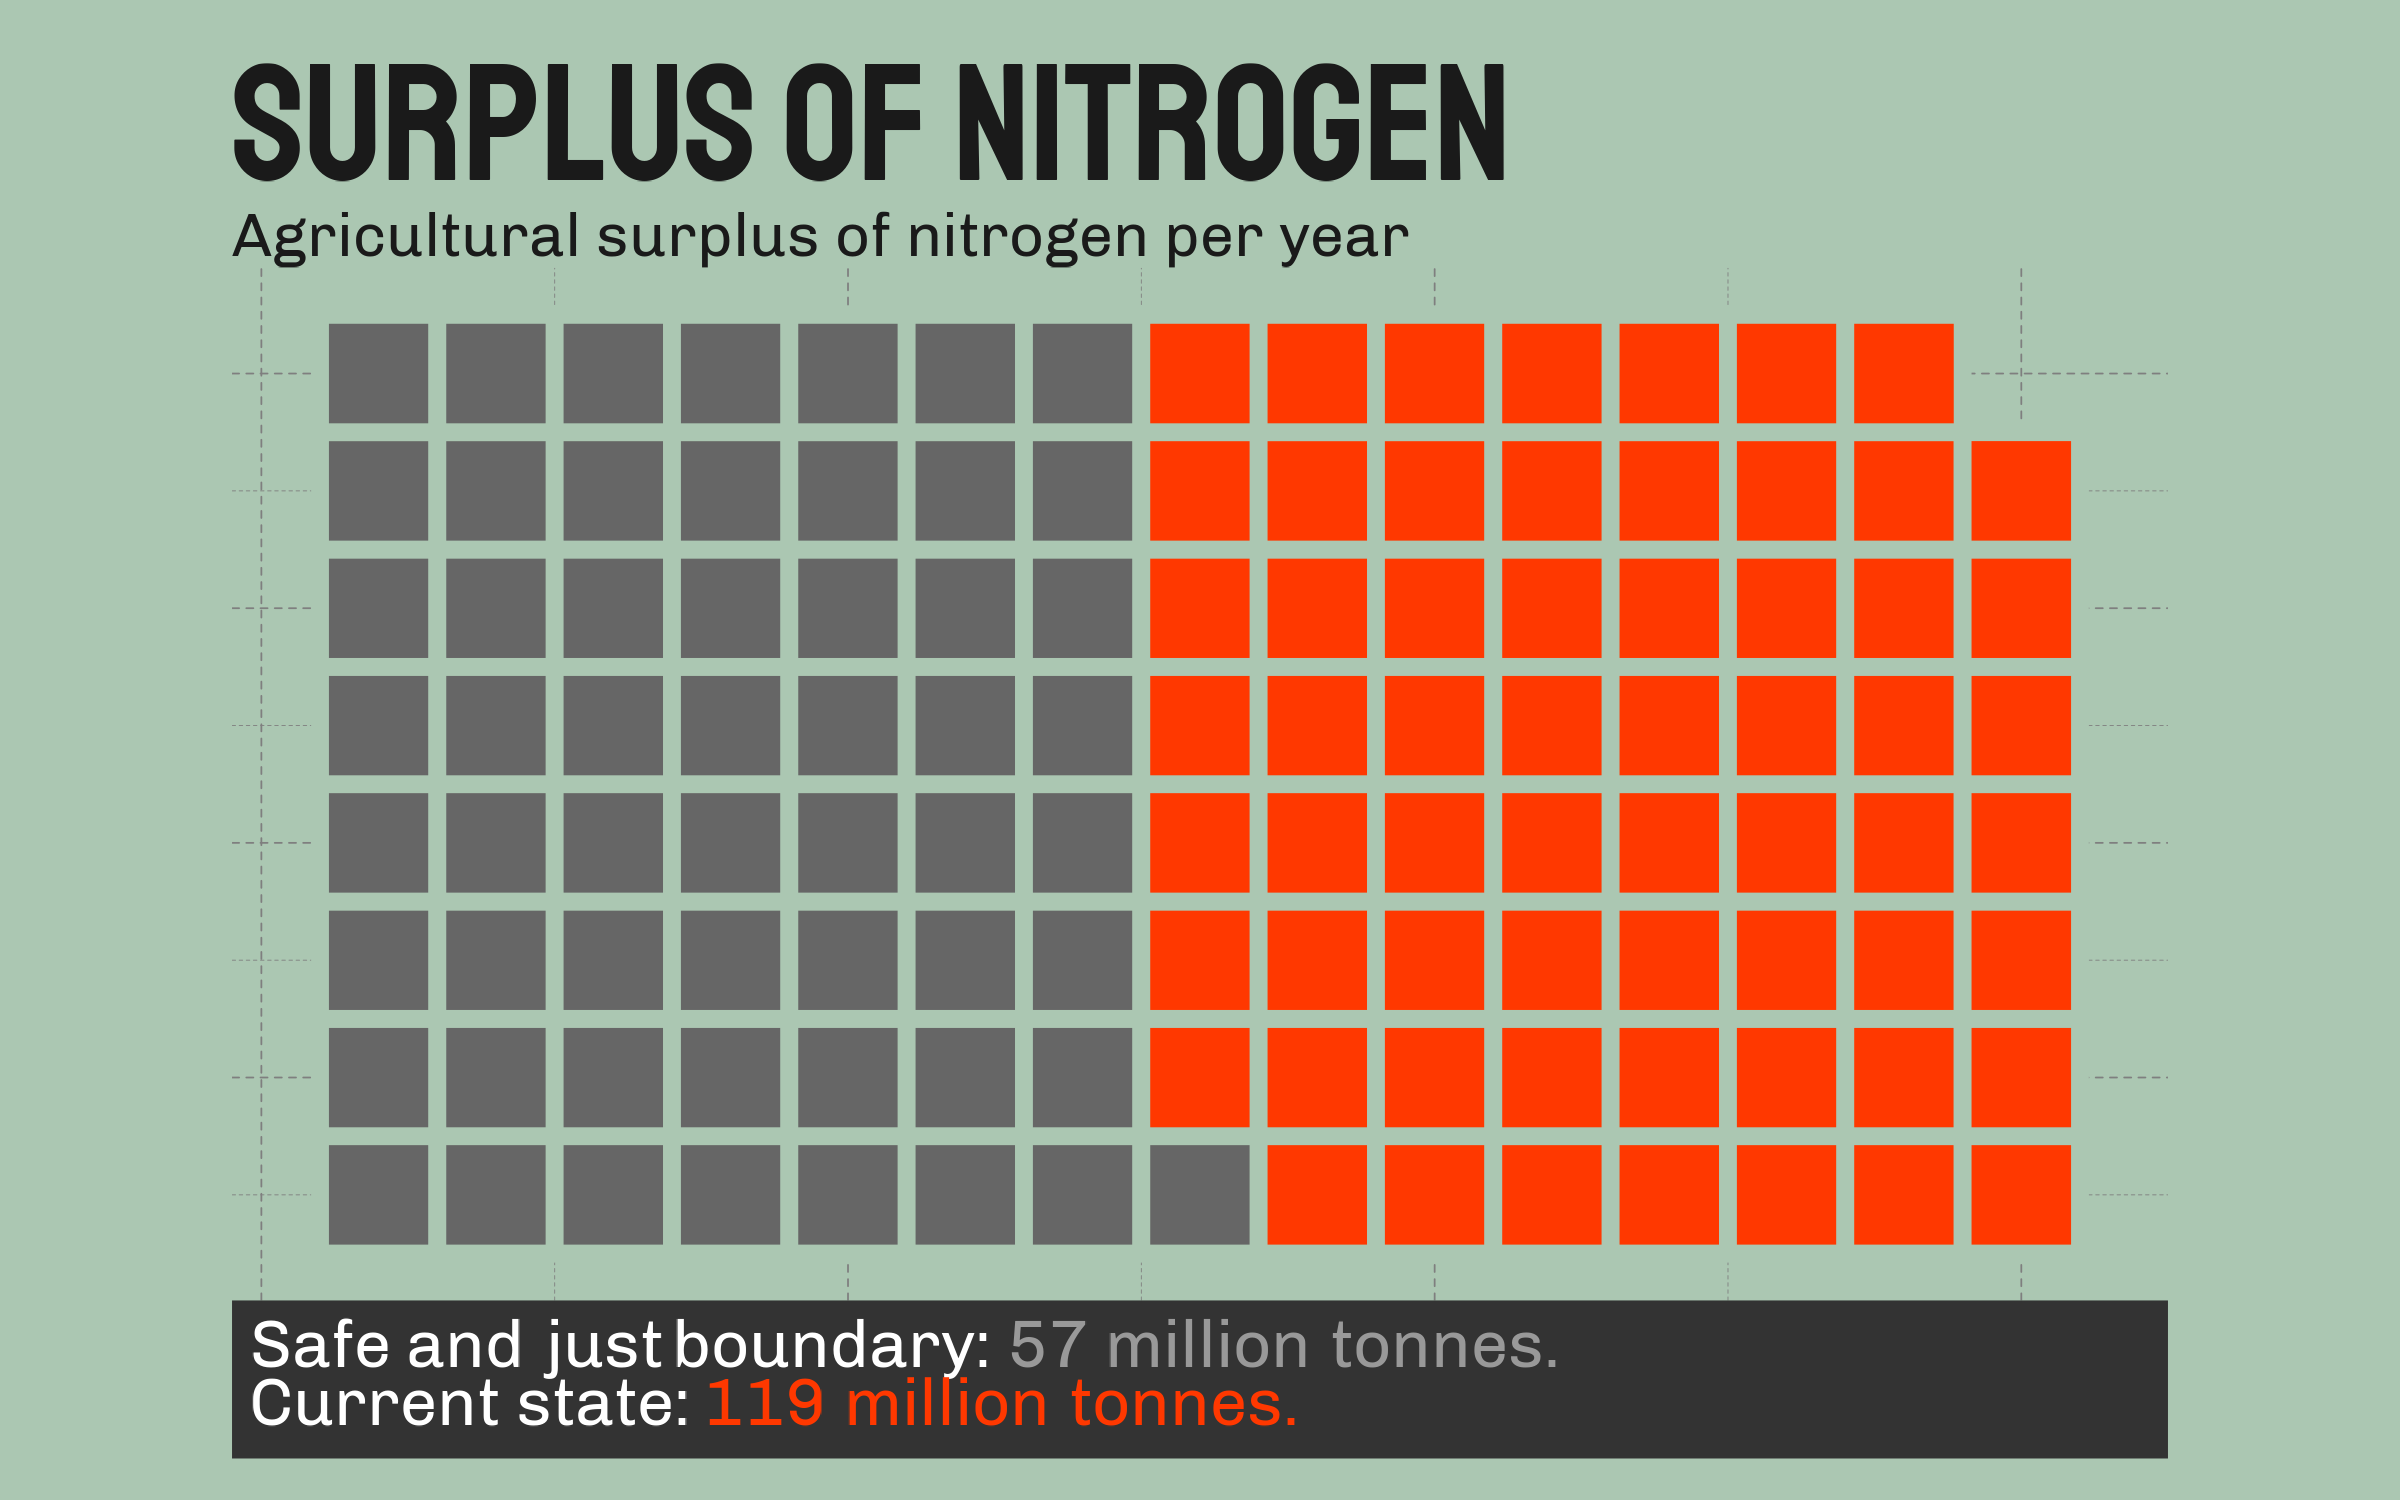 SURPLUS OF NITROGEN
Agricultural surplus of nitrogen per year
Safe and just boundary: 57 million tonnes.
Current state: 119 million tonnes.